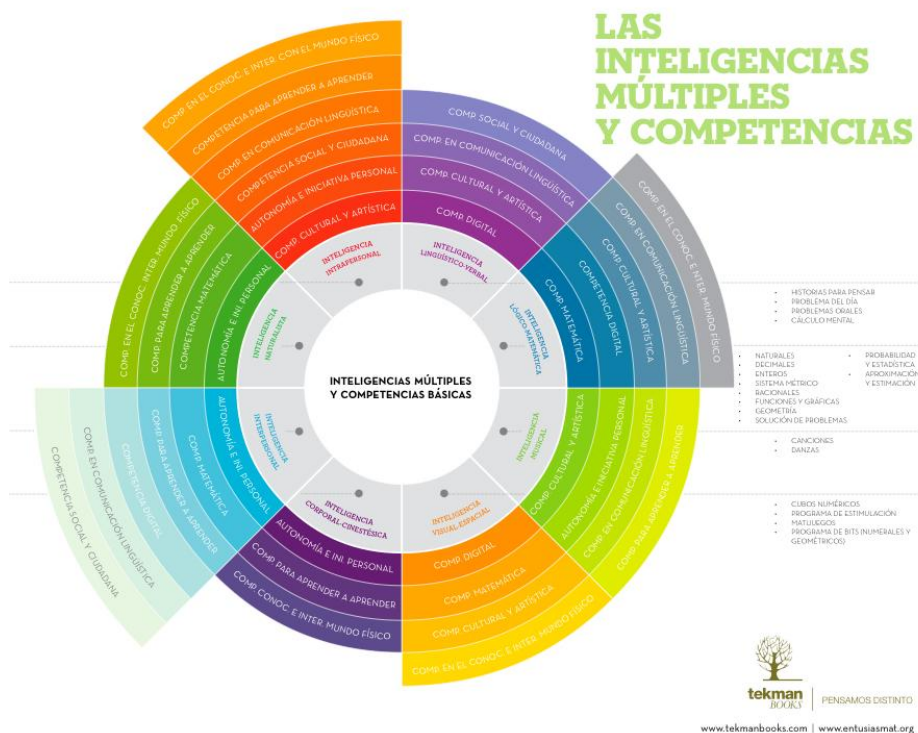 LAS
INTELIGENCIAS
MÚLTIPLES
Y COMPETENCIAS
COMP. EN EL CONOC. E INTER. CON EL MUNDO FÍSICO
COMPETENCIA PARA APRENDER A APRENDER
COMP. EN COMUNICACIÓN LINGÜÍSTICA
COMPETENCIA SOCIAL Y CIUDADANA
AUTONOMÍA E INICIATIVA PERSONAL
COMP. CULTURAL Y ARTÍSTICA
INTELIGENCIA
INTRAPERSONAL
COMP. SOCIAL Y CIUDADANA
COMP. EN COMUNICACIÓN LINGÜÍSTICA
COMP. CULTURAL Y ARTÍSTICA
COMP. DIGITAL
INTELIGENCIA
LINGÜÍSTICO-VERBAL
COMP. EN EL CONOC. E INTER. MUNDO FÍSICO
COMP. EN COMUNICACIÓN LINGÜÍSTICA
COMP. CULTURAL Y ARTÍSTICA
COMPETENCIA DIGITAL
COMP. MATEMÁTICA
INTELIGENCIA
LÓGICO-MATEMÁTICA
COMP. EN EL CONOC. INTER. MUNDO FÍSICO
COMP. PARA APRENDER A APRENDER
COMPETENCIA MATEMÁTICA
AUTONOMÍA E INI. PERSONAL
INTELIGENCIA
NATURALISTA
INTELIGENCIAS MÚLTIPLES
Y COMPETENCIAS BÁSICAS
COMPETENCIA SOCIAL Y CIUDADANA
COMP. EN COMUNICACIÓN LINGÜÍSTICA
COMPETENCIA DIGITAL
COMP. PARA APRENDER A APRENDER
COMP. MATEMÁTICA
AUTONOMÍA E INI. PERSONAL
INTELIGENCIA
INTERPERSONAL
INTELIGENCIA
MUSICAL
COMP. CULTURAL Y ARTÍSTICA
AUTONOMÍA E INICIATIVA PERSONAL
COMP. EN COMUNICACIÓN LINGÜÍSTICA
COMP. PARA APRENDER A APRENDER
INTELIGENCIA
CORPORAL-CINESTÉSICA
AUTONOMÍA E INI. PERSONAL
COMP. PARA APRENDER A APRENDER
COMP. CONOC. E INTER. MUNDO FÍSICO
INTELIGENCIA
VISUAL-ESPACIAL
COMP. DIGITAL
COMP. MATEMÁTICA
COMP. CULTURAL Y ARTÍSTICA
COMP. EN EL CONOC. E INTER. MUNDO FÍSICO
• HISTORIAS PARA PENSAR
• PROBLEMA DEL DÍA
• PROBLEMAS ORALES
• CÁLCULO MENTAL
• NATURALES
• DECIMALES
• ENTEROS
• SISTEMA MÉTRICO
• RACIONALES
• FUNCIONES Y GRÁFICAS
• GEOMETRÍA
• SOLUCIÓN DE PROBLEMAS
• PROBABILIDAD
Y ESTADÍSTICA
• APROXIMACIÓN
Y ESTIMACIÓN
• CANCIONES
• DANZAS
• CUBOS NUMÉRICOS
• PROGRAMA DE ESTIMULACIÓN
• MATIJUEGOS
• PROGRAMA DE BITS (NUMERALES Y
GEOMÉTRICOS)
tekman
BOOKS
PENSAMOS DISTINTO
www.tekmanbooks.com | www.entusiasmat.org